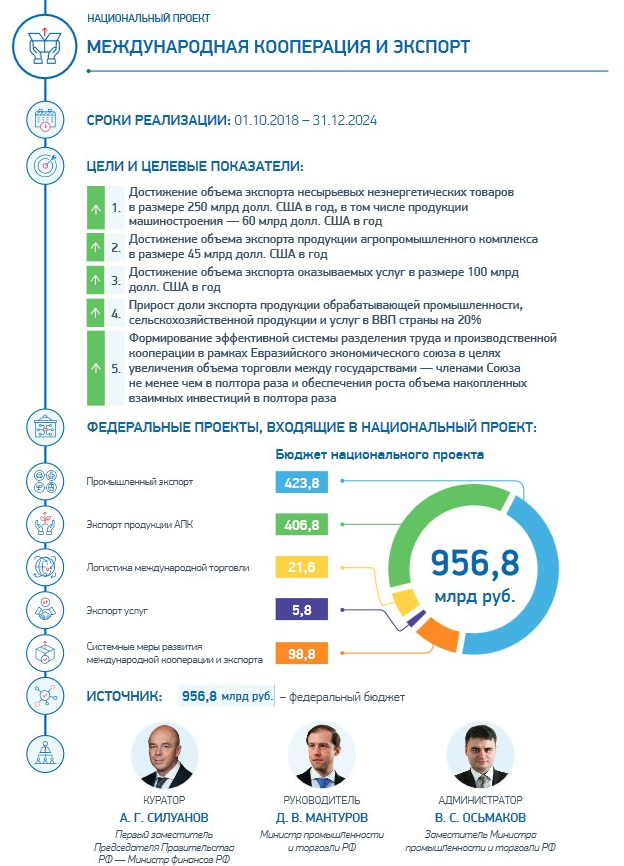 НАЦИОНАЛЬНЫЙ ПРОЕКТ
МЕЖДУНАРОДНАЯ КООПЕРАЦИЯ И ЭКСПОРТ
СРОКИ РЕАЛИЗАЦИИ: 01.10.2018 – 31.12.2024
ЦЕЛИ И ЦЕЛЕВЫЕ ПОКАЗАТЕЛИ:
1. Достижение объема экспорта несырьевых неэнергетических товаров
в размере 250 млрд долл. США в год, в том числе продукции
машиностроения — 60 млрд долл. США в год
2. Достижение объема экспорта продукции агропромышленного комплекса
в размере 45 млрд долл. США в год
3. Достижение объема экспорта оказываемых услуг в размере 100 млрд
долл. США в год
4. Прирост доли экспорта продукции обрабатывающей промышленности,
сельскохозяйственной продукции и услуг в ВВП страны на 20%
5. Формирование эффективной системы разделения труда и производственной
кооперации в рамках Евразийского экономического союза в целях
увеличения объема торговли между государствами — членами Союза
не менее чем в полтора раза и обеспечения роста объема накопленных
взаимных инвестиций в полтора раза
ФЕДЕРАЛЬНЫЕ ПРОЕКТЫ, ВХОДЯЩИЕ В НАЦИОНАЛЬНЫЙ ПРОЕКТ:
Бюджет национального проекта
Промышленный экспорт 423,8
Экспорт продукции АПК 406,8
Логистика международной торговли 21,6
Экспорт услуг 5,8
Системные меры развития
международной кооперации и экспорта 98,8
956,8
млрд руб.
ИСТОЧНИК: 956,8 млрд руб. – федеральный бюджет
КУРАТОР
А. Г. СИЛУАНОВ
Первый заместитель
Председателя Правительства
РФ — Министр финансов РФ
РУКОВОДИТЕЛЬ
Д. В. МАНТУРОВ
Министр промышленности
и торговли РФ
АДМИНИСТРАТОР
В. С. ОСЬМАКОВ
Заместитель Министра
промышленности и торговли РФ